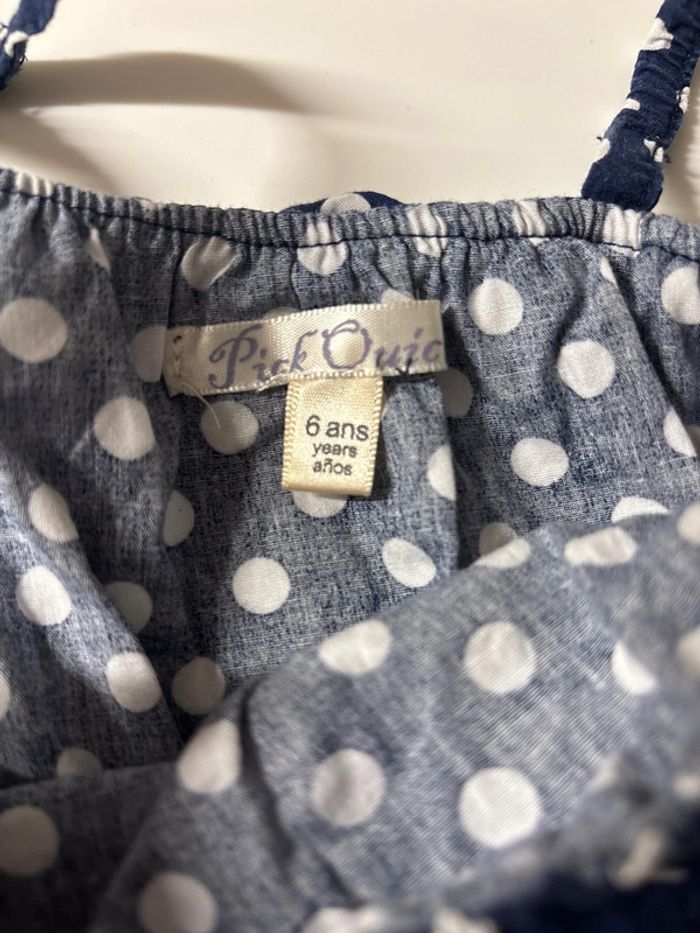 Pick Ouic
6 ans
years
años